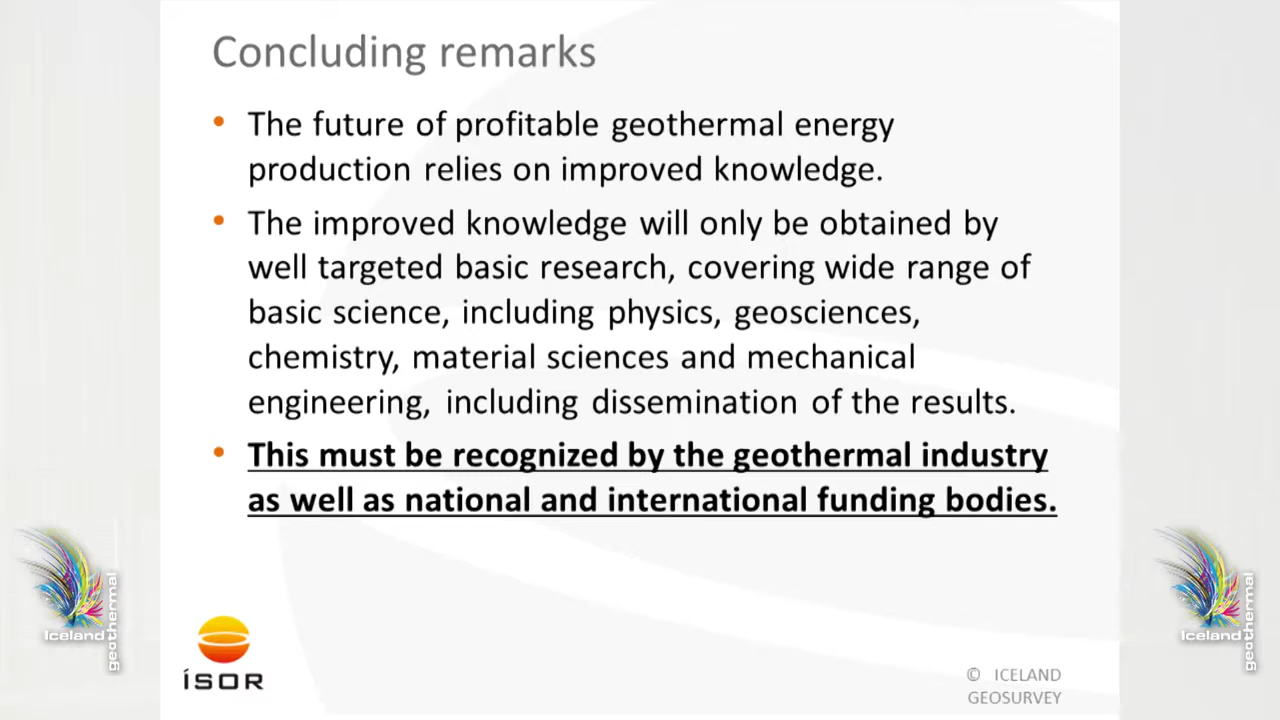 Concluding remarks
• The future of profitable geothermal energy
production relies on improved knowledge.
• The improved knowledge will only be obtained by
well targeted basic research, covering wide range of
basic science, including physics, geosciences,
chemistry, material sciences and mechanical
engineering, including dissemination of the results.
• This must be recognized by the geothermal industry
as well as national and international funding bodies.
Iceland
geothermal
ÍSOR
© ICELAND
GEOSURVEY
Iceland
geothermal